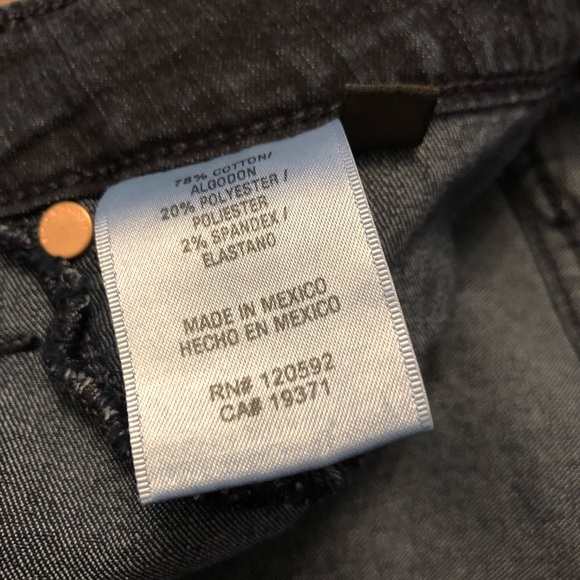 78% COTTON/
ALGODON
20% POLYESTER /
POLIESTER
2% SPANDEX /
ELASTANO
MADE IN MEXICO
HECHO EN MEXICO
RN# 120592
CA# 19371